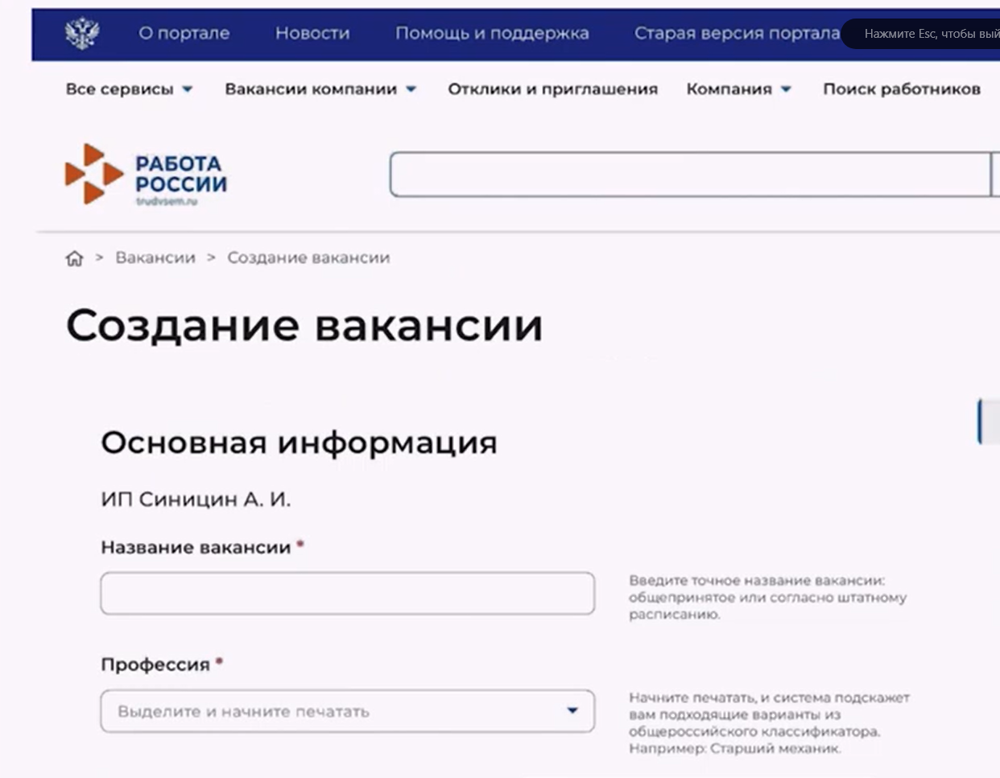 О портале Новости Помощь и поддержка Старая версия портала Нажмите Esc, чтобы
Все сервисы Вакансии компании Отклики и приглашения Компания Поиск работников
РАБОТА
РОССИИ
trudvsem.ru
> Вакансии > Создание вакансии
Создание вакансии
Основная информация
ИП Синицин А. И.
Название вакансии *
Введите точное название вакансии:
общепринятое или согласно штатному
расписанию.
Профессия *
Выделите и начните печатать
Начните печатать, и система подскажет
вам подходящие варианты из
общероссийского классификатора.
Например: Старший механик.